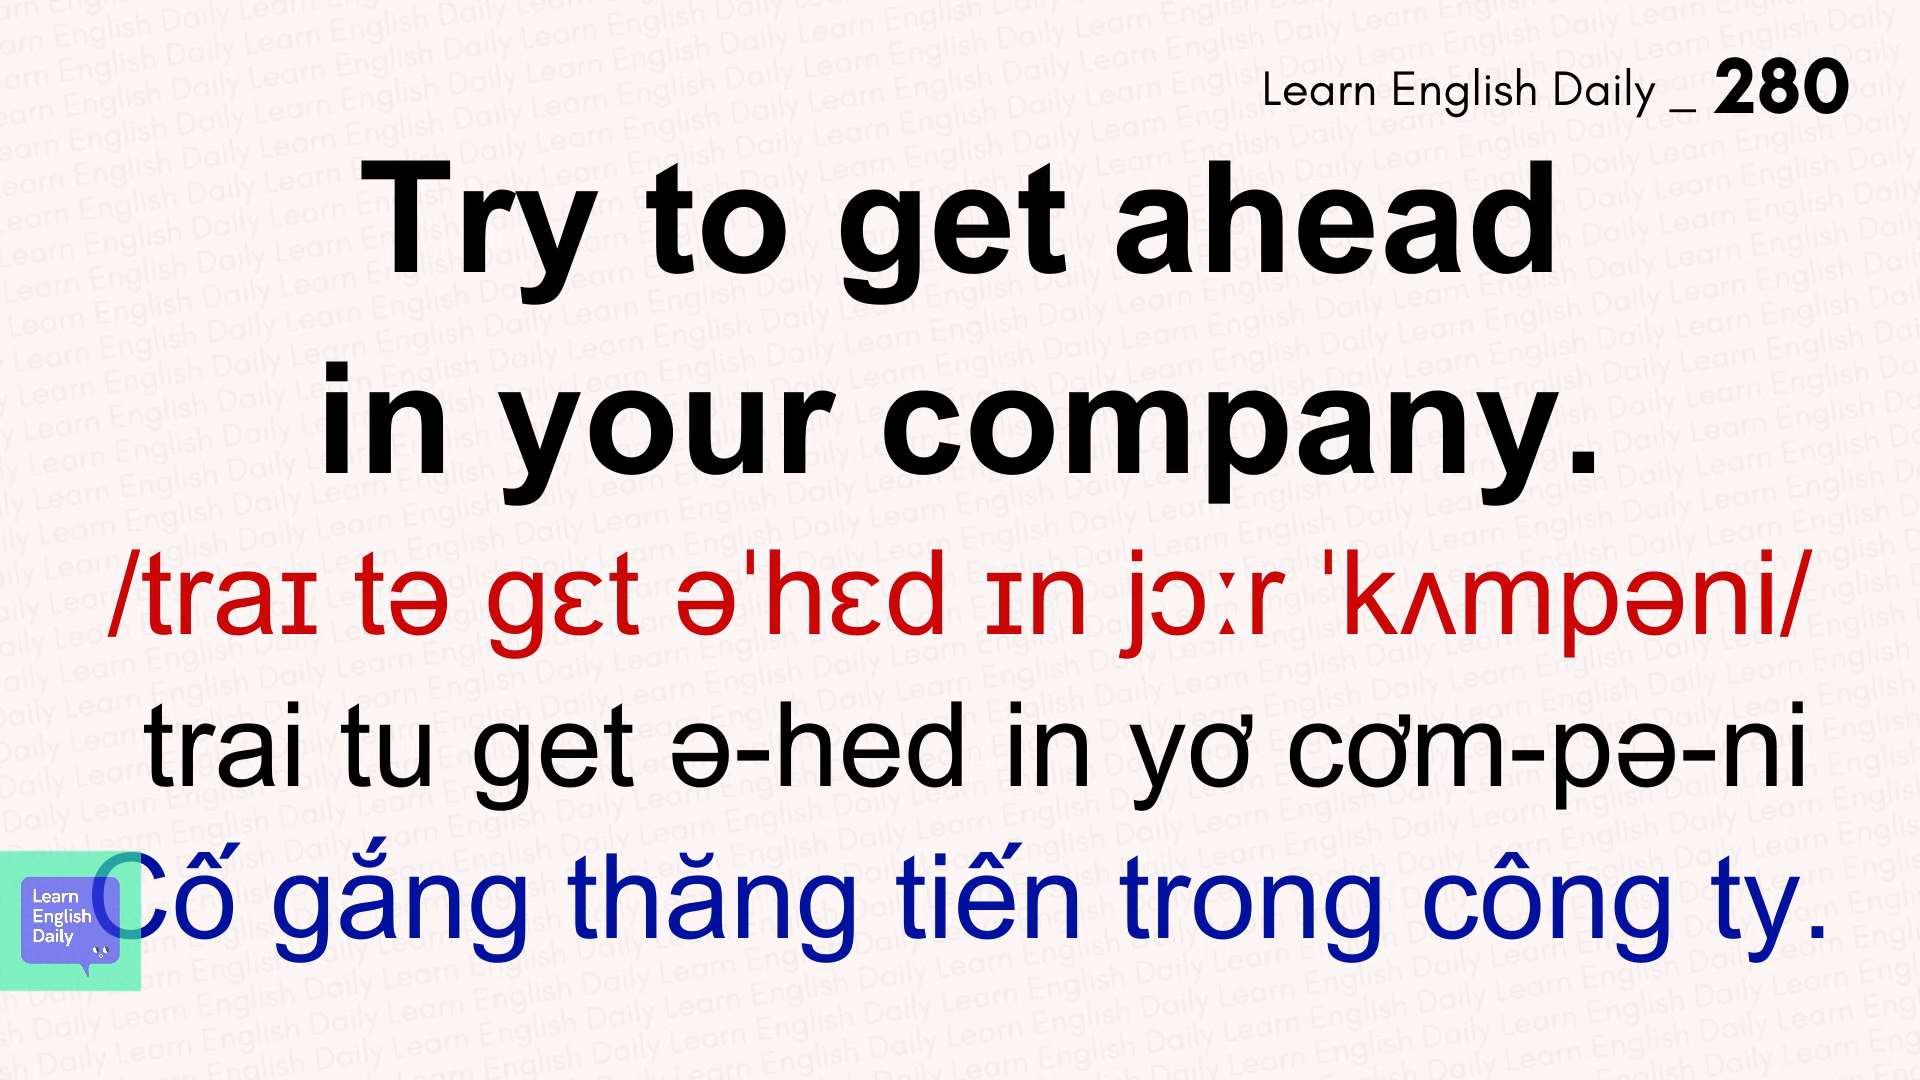 Learn English Daily _ 280
Try to get ahead
in your company.
/traɪ tə gɛt əˈhɛd ɪn jɔːr ˈkʌmpəni/
trai tu get ə-hed in yơ cơm-pə-ni
Cố gắng thăng tiến trong công ty.
Learn
English
Daily